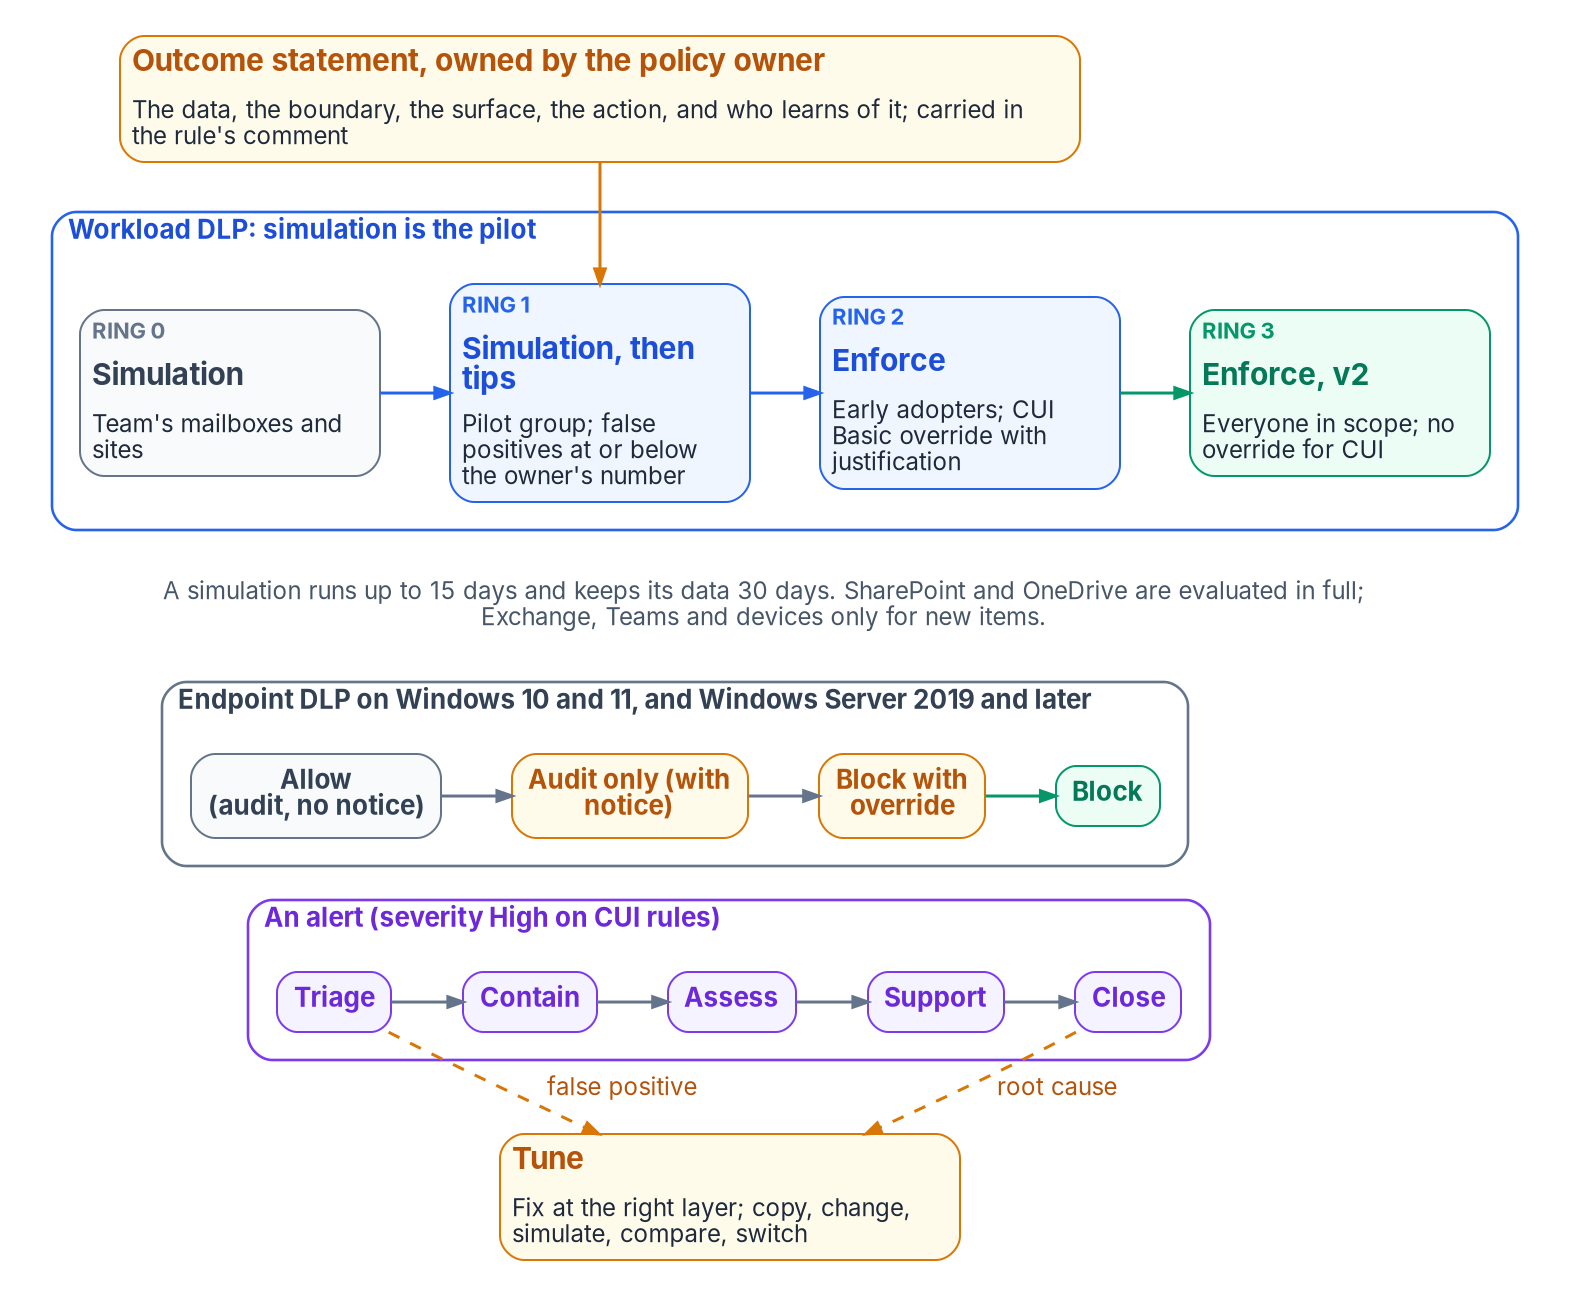 Outcome statement, owned by the policy owner
The data, the boundary, the surface, the action, and who learns of it; carried in
the rule's comment
Workload DLP: simulation is the pilot
RING 0
Simulation
Team's mailboxes and
sites
RING 1
Simulation, then
tips
Pilot group; false
positives at or below
the owner's number
RING 2
Enforce
Early adopters; CUI
Basic override with
justification
RING 3
Enforce, v2
Everyone in scope; no
override for CUI
A simulation runs up to 15 days and keeps its data 30 days. SharePoint and OneDrive are evaluated in full;
Exchange, Teams and devices only for new items.
Endpoint DLP on Windows 10 and 11, and Windows Server 2019 and later
Allow
(audit, no notice)
Audit only (with
notice)
Block with
override
Block
An alert (severity High on CUI rules)
Triage
Contain
Assess
Support
Close
false positive
root cause
Tune
Fix at the right layer; copy, change,
simulate, compare, switch